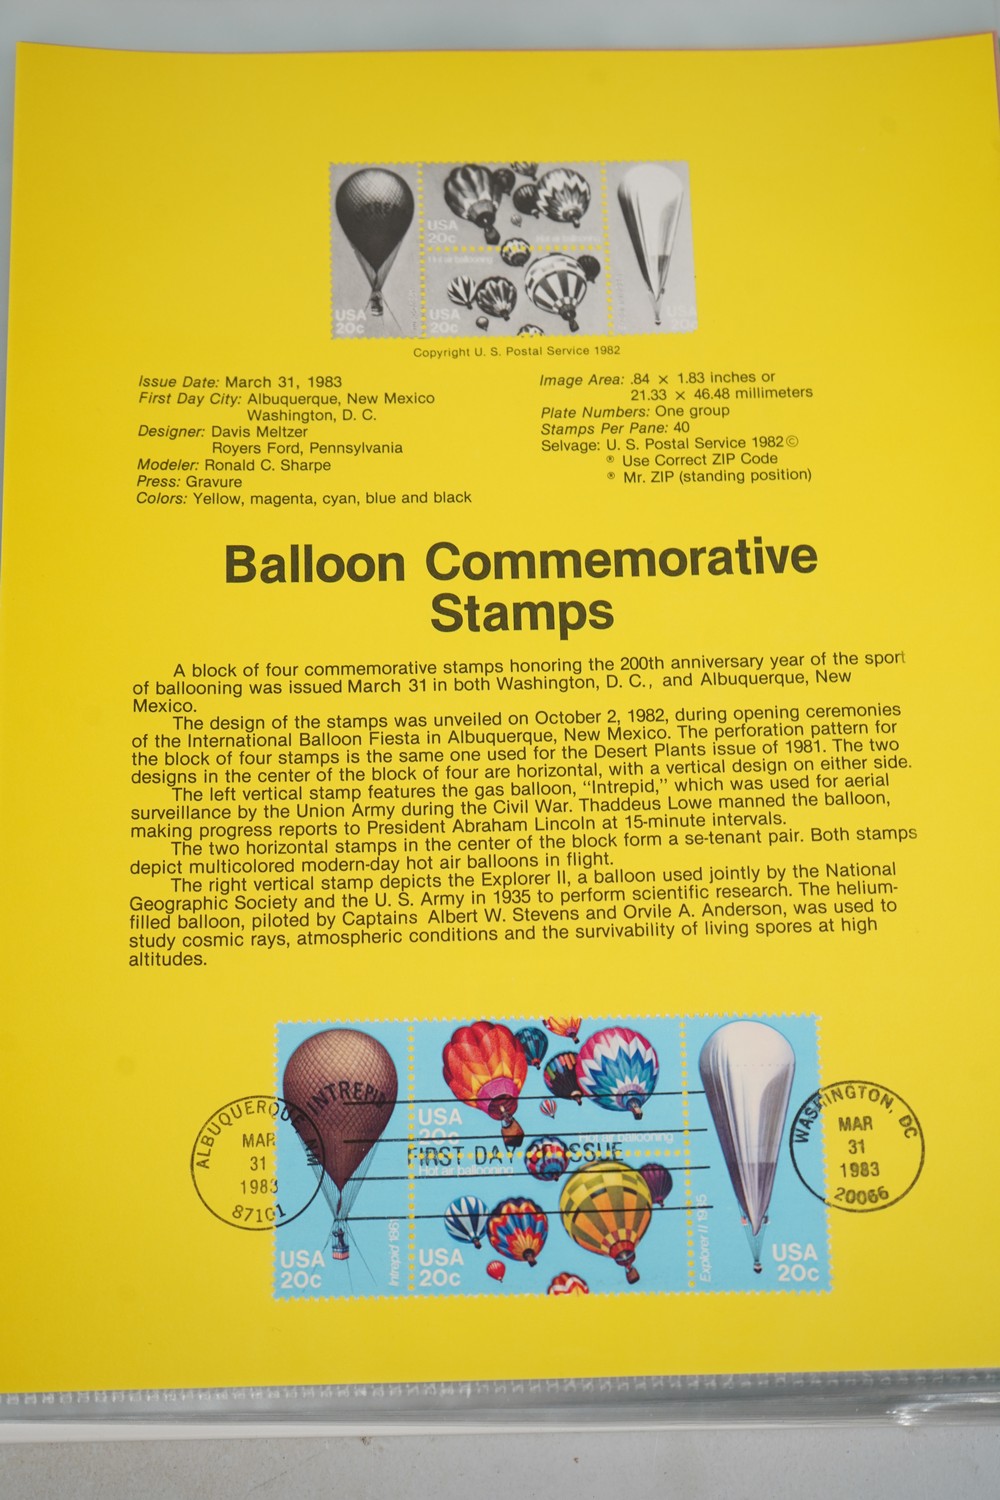 INTREPID
USA
20c
USA
20c
Hot air ballooning
Hot air ballooning
USA
20c
USA
20c
Copyright U. S. Postal Service 1982
Issue Date: March 31, 1983
First Day City: Albuquerque, New Mexico
Washington, D. C.
Designer: Davis Meltzer
Royers Ford, Pennsylvania
Modeler: Ronald C. Sharpe
Press: Gravure
Colors: Yellow, magenta, cyan, blue and black
Image Area: .84 × 1.83 inches or
21.33 × 46.48 millimeters
Plate Numbers: One group
Stamps Per Pane: 40
Selvage: U. S. Postal Service 1982©
® Use Correct ZIP Code
® Mr. ZIP (standing position)
Balloon Commemorative
Stamps
A block of four commemorative stamps honoring the 200th anniversary year of the sport
of ballooning was issued March 31 in both Washington, D. C., and Albuquerque, New
Mexico.
The design of the stamps was unveiled on October 2, 1982, during opening ceremonies
of the International Balloon Fiesta in Albuquerque, New Mexico. The perforation pattern for
the block of four stamps is the same one used for the Desert Plants issue of 1981. The two
designs in the center of the block of four are horizontal, with a vertical design on either side.
The left vertical stamp features the gas balloon, “Intrepid,” which was used for aerial
surveillance by the Union Army during the Civil War. Thaddeus Lowe manned the balloon,
making progress reports to President Abraham Lincoln at 15-minute intervals.
The two horizontal stamps in the center of the block form a se-tenant pair. Both stamps
depict multicolored modern-day hot air balloons in flight.
The right vertical stamp depicts the Explorer II, a balloon used jointly by the National
Geographic Society and the U. S. Army in 1935 to perform scientific research. The helium-
filled balloon, piloted by Captains Albert W. Stevens and Orvile A. Anderson, was used to
study cosmic rays, atmospheric conditions and the survivability of living spores at high
altitudes.
ALBUQUERQUE, NM
MAR
31
1983
87101
INTREPID
USA
20c
Intrepid 1861
USA
20c
Hot air ballooning
FIRST DAY OF ISSUE
Hot air ballooning
USA
20c
Explorer II 1935
USA
20c
WASHINGTON, DC
MAR
31
1983
20066